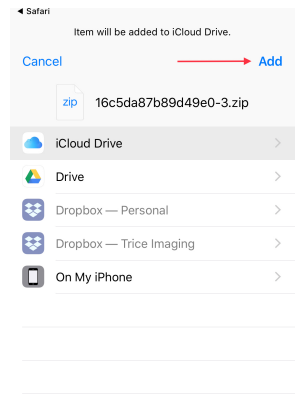 Safari
Item will be added to iCloud Drive.
Cancel
Add
zip
16c5da87b89d49e0-3.zip
iCloud Drive
Drive
Dropbox — Personal
Dropbox — Trice Imaging
On My iPhone